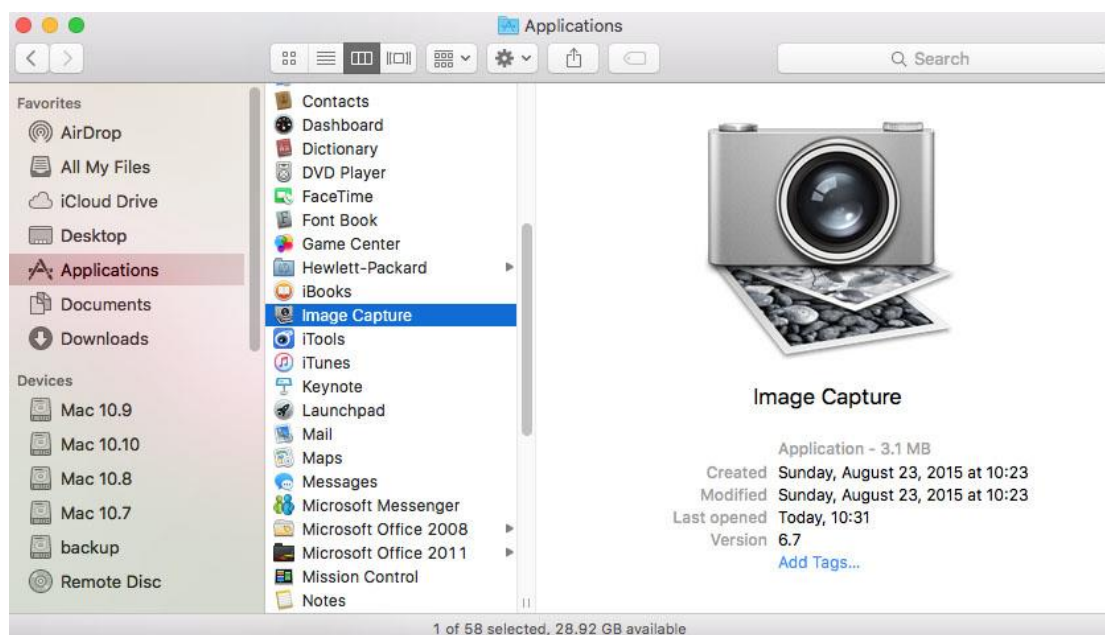 Applications
Search
Favorites
AirDrop
All My Files
iCloud Drive
Desktop
Applications
Documents
Downloads
Devices
Mac 10.9
Mac 10.10
Mac 10.8
Mac 10.7
backup
Remote Disc
Contacts
Dashboard
Dictionary
DVD Player
FaceTime
Font Book
Game Center
Hewlett-Packard
iBooks
Image Capture
iTools
iTunes
Keynote
Launchpad
Mail
Maps
Messages
Microsoft Messenger
Microsoft Office 2008
Microsoft Office 2011
Mission Control
Notes
Image Capture
Application - 3.1 MB
Created Sunday, August 23, 2015 at 10:23
Modified Sunday, August 23, 2015 at 10:23
Last opened Today, 10:31
Version 6.7
Add Tags...
1 of 58 selected, 28.92 GB available